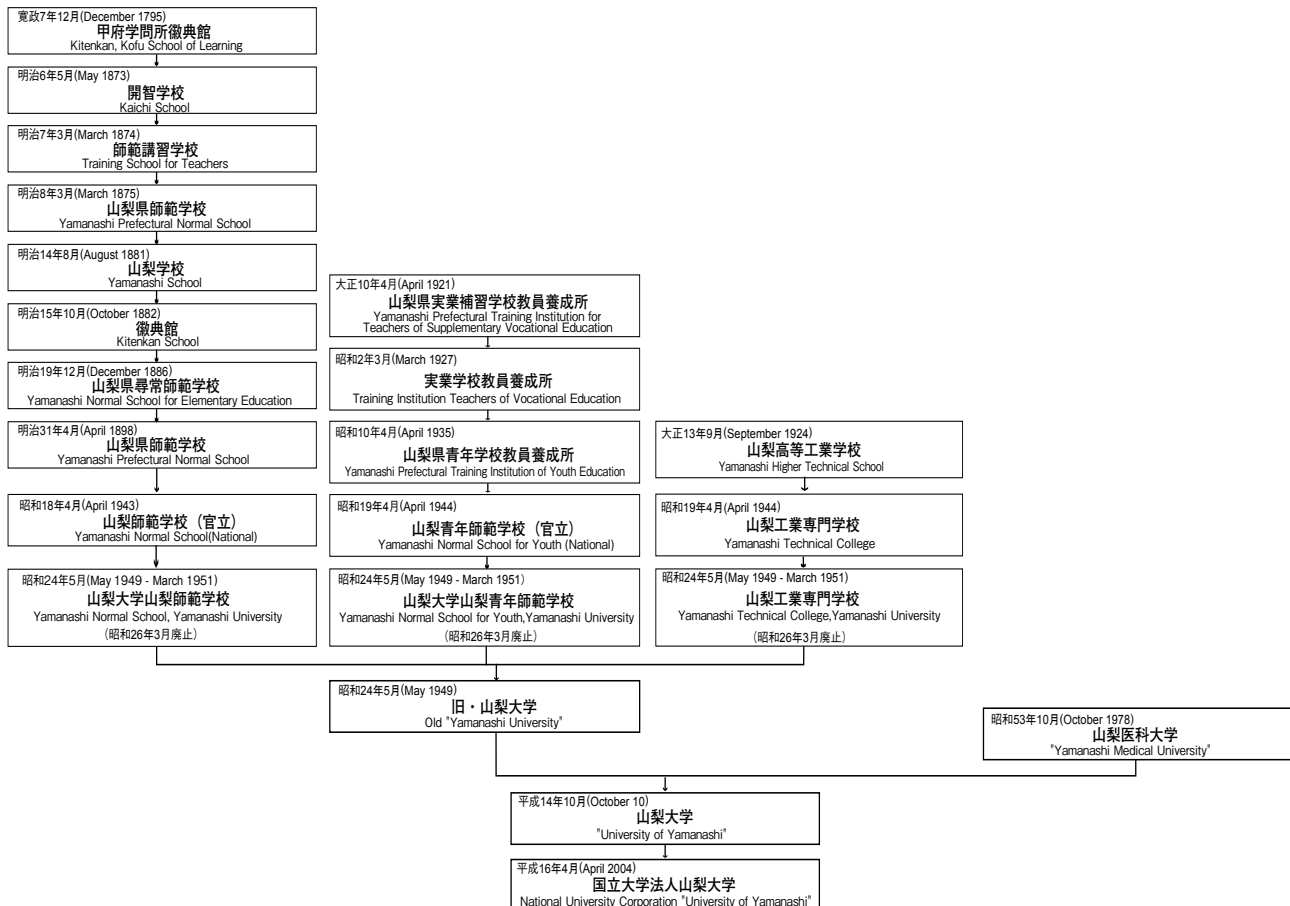 寛政7年12月(December 1795)
甲府学問所徽典館
Kitenkan, Kofu School of Learning
明治6年5月(May 1873)
開智学校
Kaichi School
明治7年3月(March 1874)
師範講習学校
Training School for Teachers
明治8年3月(March 1875)
山梨県師範学校
Yamanashi Prefectural Normal School
明治14年8月(August 1881)
山梨学校
Yamanashi School
明治15年10月(October 1882)
徽典館
Kitenkan School
明治19年12月(December 1886)
山梨県尋常師範学校
Yamanashi Normal School for Elementary Education
明治31年4月(April 1898)
山梨県師範学校
Yamanashi Prefectural Normal School
昭和18年4月(April 1943)
山梨師範学校（官立）
Yamanashi Normal School(National)
昭和24年5月(May 1949 - March 1951)
山梨大学山梨師範学校
Yamanashi Normal School, Yamanashi University
（昭和26年3月廃止）
大正10年4月(April 1921)
山梨県実業補習学校教員養成所
Yamanashi Prefectural Training Institution for
Teachers of Supplementary Vocational Education
昭和2年3月(March 1927)
実業学校教員養成所
Training Institution Teachers of Vocational Education
昭和10年4月(April 1935)
山梨県青年学校教員養成所
Yamanashi Prefectural Training Institution of Youth Education
昭和19年4月(April 1944)
山梨青年師範学校（官立）
Yamanashi Normal School for Youth (National)
昭和24年5月(May 1949 - March 1951)
山梨大学山梨青年師範学校
Yamanashi Normal School for Youth,Yamanashi University
（昭和26年3月廃止）
大正13年9月(September 1924)
山梨高等工業学校
Yamanashi Higher Technical School
昭和19年4月(April 1944)
山梨工業専門学校
Yamanashi Technical College
昭和24年5月(May 1949 - March 1951)
山梨工業専門学校
Yamanashi Technical College,Yamanashi University
（昭和26年3月廃止）
昭和24年5月(May 1949)
旧・山梨大学
Old "Yamanashi University"
昭和53年10月(October 1978)
山梨医科大学
"Yamanashi Medical University"
平成14年10月(October 10)
山梨大学
"University of Yamanashi"
平成16年4月(April 2004)
国立大学法人山梨大学
National University Corporation "University of Yamanashi"